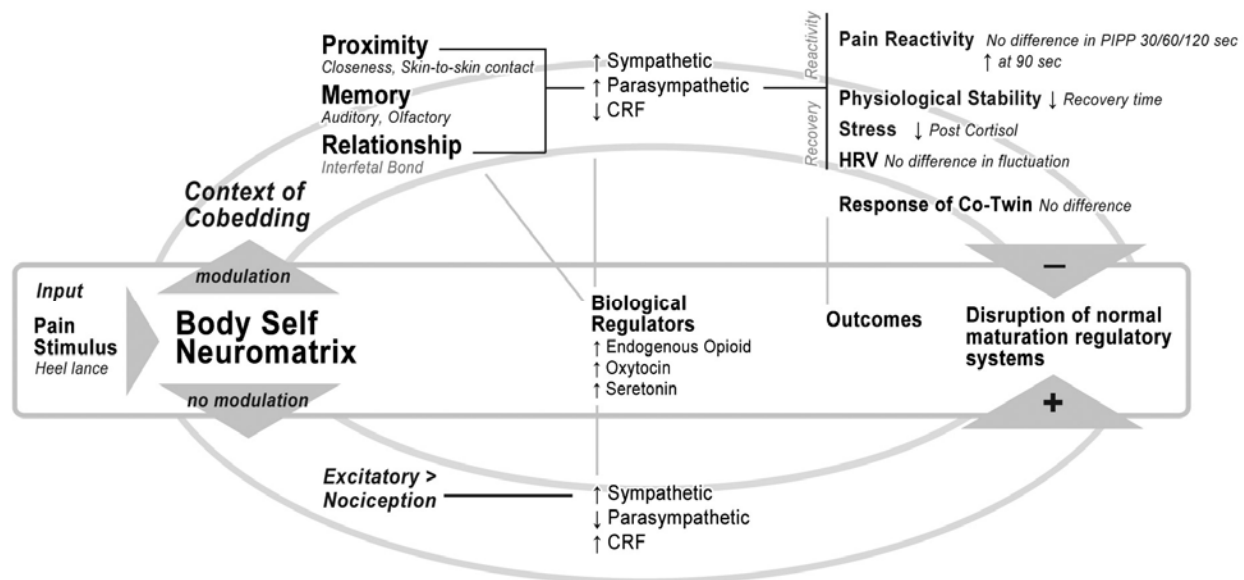 Proximity
Closeness, Skin-to-skin contact
Memory
Auditory, Olfactory
Relationship
Interfetal Bond
↑ Sympathetic
↑ Parasympathetic
↓ CRF
Reactivity
Recovery
Pain Reactivity No difference in PIPP 30/60/120 sec
↑ at 90 sec
Physiological Stability ↓ Recovery time
Stress ↓ Post Cortisol
HRV No difference in fluctuation
Response of Co-Twin No difference
Context of
Cobedding
modulation
Input
Pain
Stimulus
Heel lance
Body Self
Neuromatrix
no modulation
Biological
Regulators
↑ Endogenous Opioid
↑ Oxytocin
↑ Seretonin
Outcomes
−
Disruption of normal
maturation regulatory
systems
+
Excitatory >
Nociception
↑ Sympathetic
↓ Parasympathetic
↑ CRF